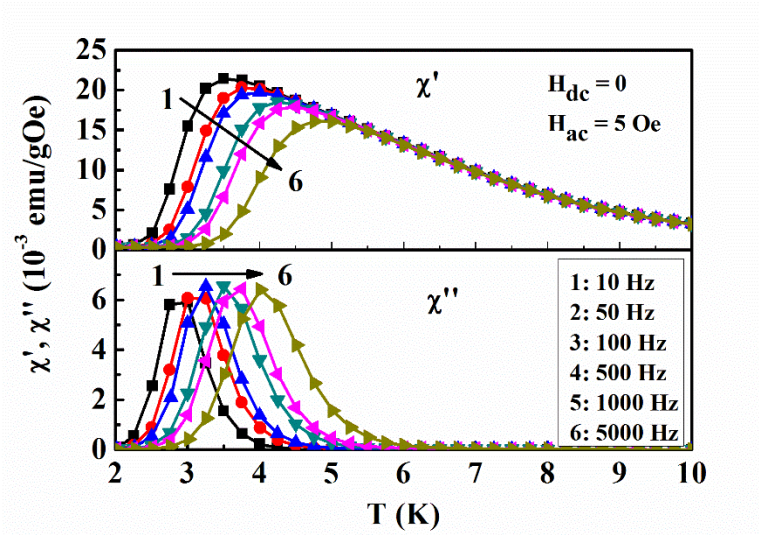 25
20
15
10
5
0
1
6
χ'
H_dc = 0
H_ac = 5 Oe
χ', χ'' (10⁻³ emu/gOe)
6
4
2
0
1
6
χ''
1: 10 Hz
2: 50 Hz
3: 100 Hz
4: 500 Hz
5: 1000 Hz
6: 5000 Hz
2 3 4 5 6 7 8 9 10
T (K)